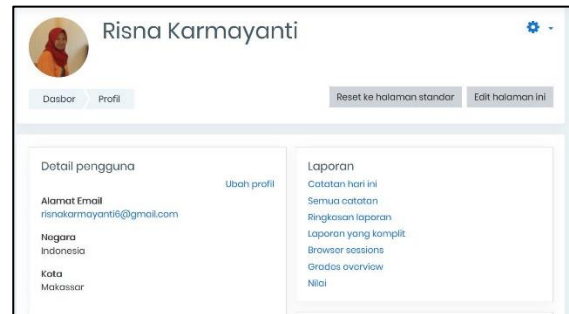 Risna Karmayanti
Dasbor Profil
Reset ke halaman standar Edit halaman ini
Detail pengguna
Ubah profil
Alamat Email
risnakarmayanti6@gmail.com
Negara
Indonesia
Kota
Makassar
Laporan
Catatan hari ini
Semua catatan
Ringkasan laporan
Laporan yang komplit
Browser sessions
Grades overview
Nilai